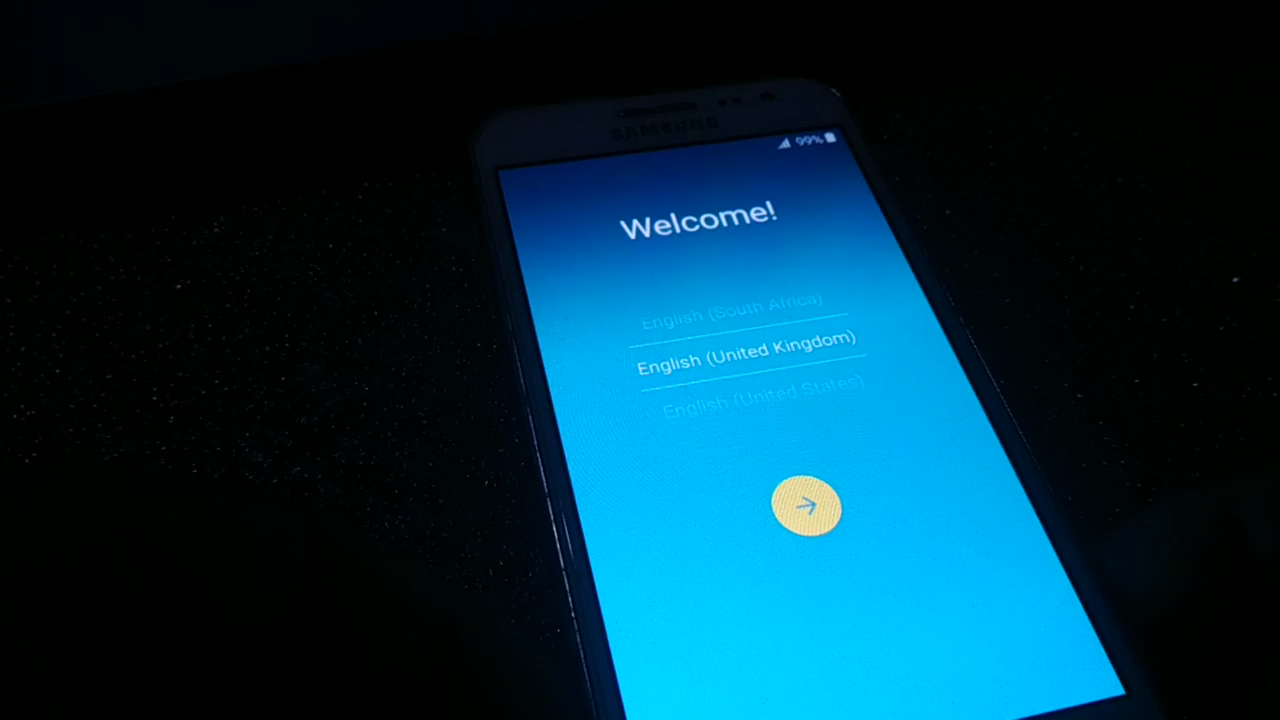 SAMSUNG
99%
Welcome!
English (South Africa)
English (United Kingdom)
English (United States)